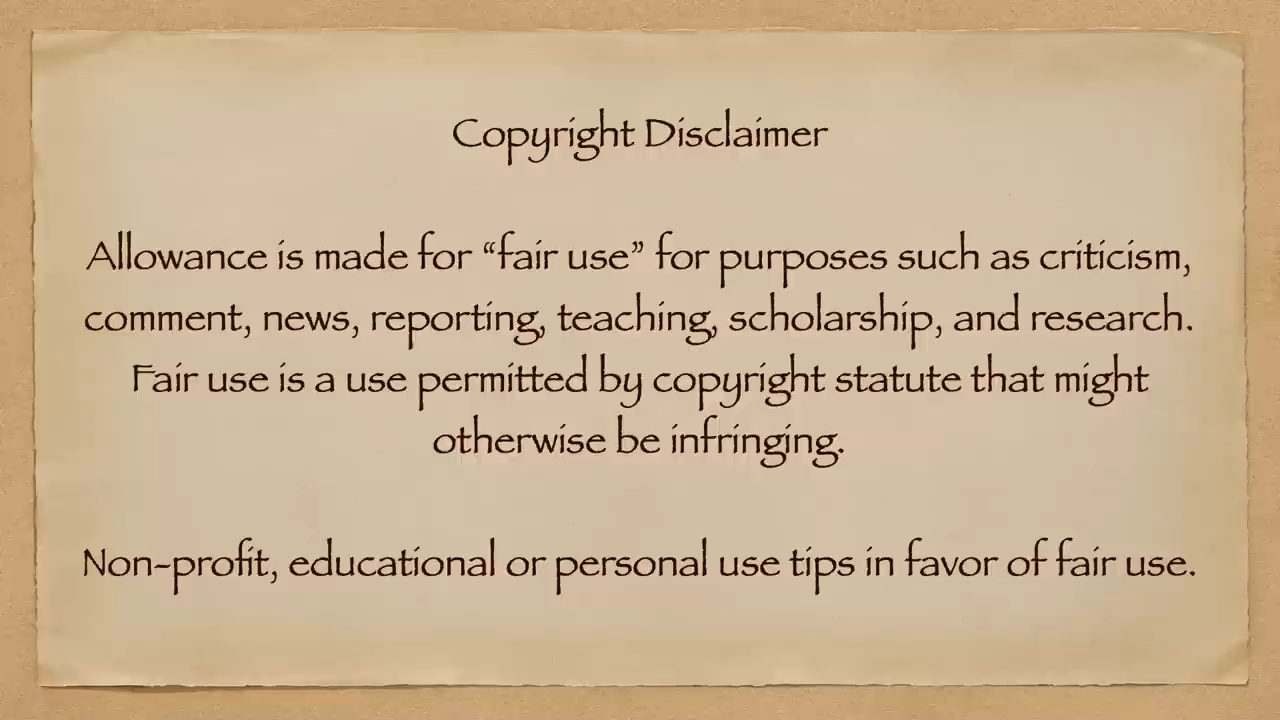 Copyright Disclaimer
Allowance is made for “fair use” for purposes such as criticism,
comment, news, reporting, teaching, scholarship, and research.
Fair use is a use permitted by copyright statute that might
otherwise be infringing.
Non-profit, educational or personal use tips in favor of fair use.